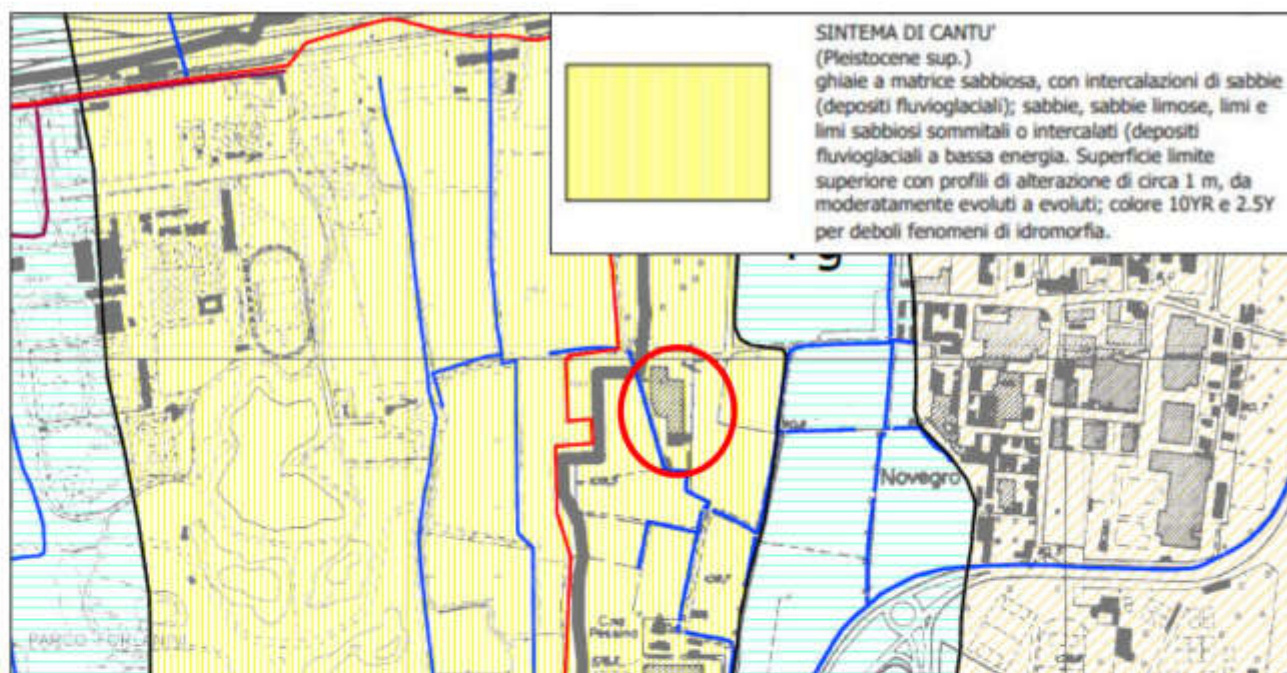 SINTEMA DI CANTU'
(Pleistocene sup.)
ghiaie a matrice sabbiosa, con intercalazioni di sabbie
(depositi fluvioglaciali); sabbie, sabbie limose, limi e
limi sabbiosi sommitali o intercalati (depositi
fluvioglaciali a bassa energia. Superficie limite
superiore con profili di alterazione di circa 1 m, da
moderatamente evoluti a evoluti; colore 10YR e 2.5Y
per deboli fenomeni di idromorfia.
Novegro
PARCO FORLANINI